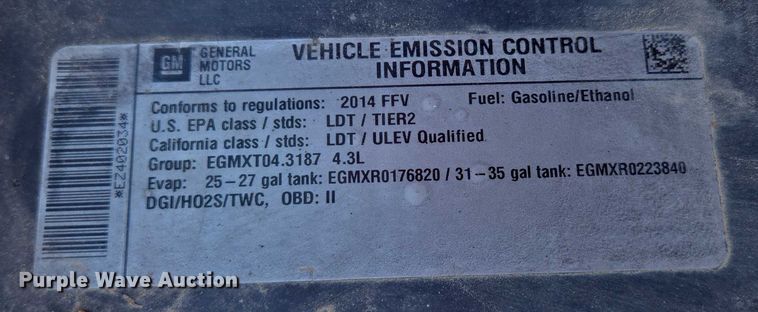 GM
GENERAL
MOTORS
LLC
VEHICLE EMISSION CONTROL
INFORMATION
Conforms to regulations: 2014 FFV Fuel: Gasoline/Ethanol
U.S. EPA class / stds: LDT / TIER2
California class / stds: LDT / ULEV Qualified
Group: EGMXT04.3187 4.3L
Evap: 25-27 gal tank: EGMXR0176820 / 31-35 gal tank: EGMXR0223840
DGI/HO2S/TWC, OBD: II
*EZ402034*
Purple Wave Auction